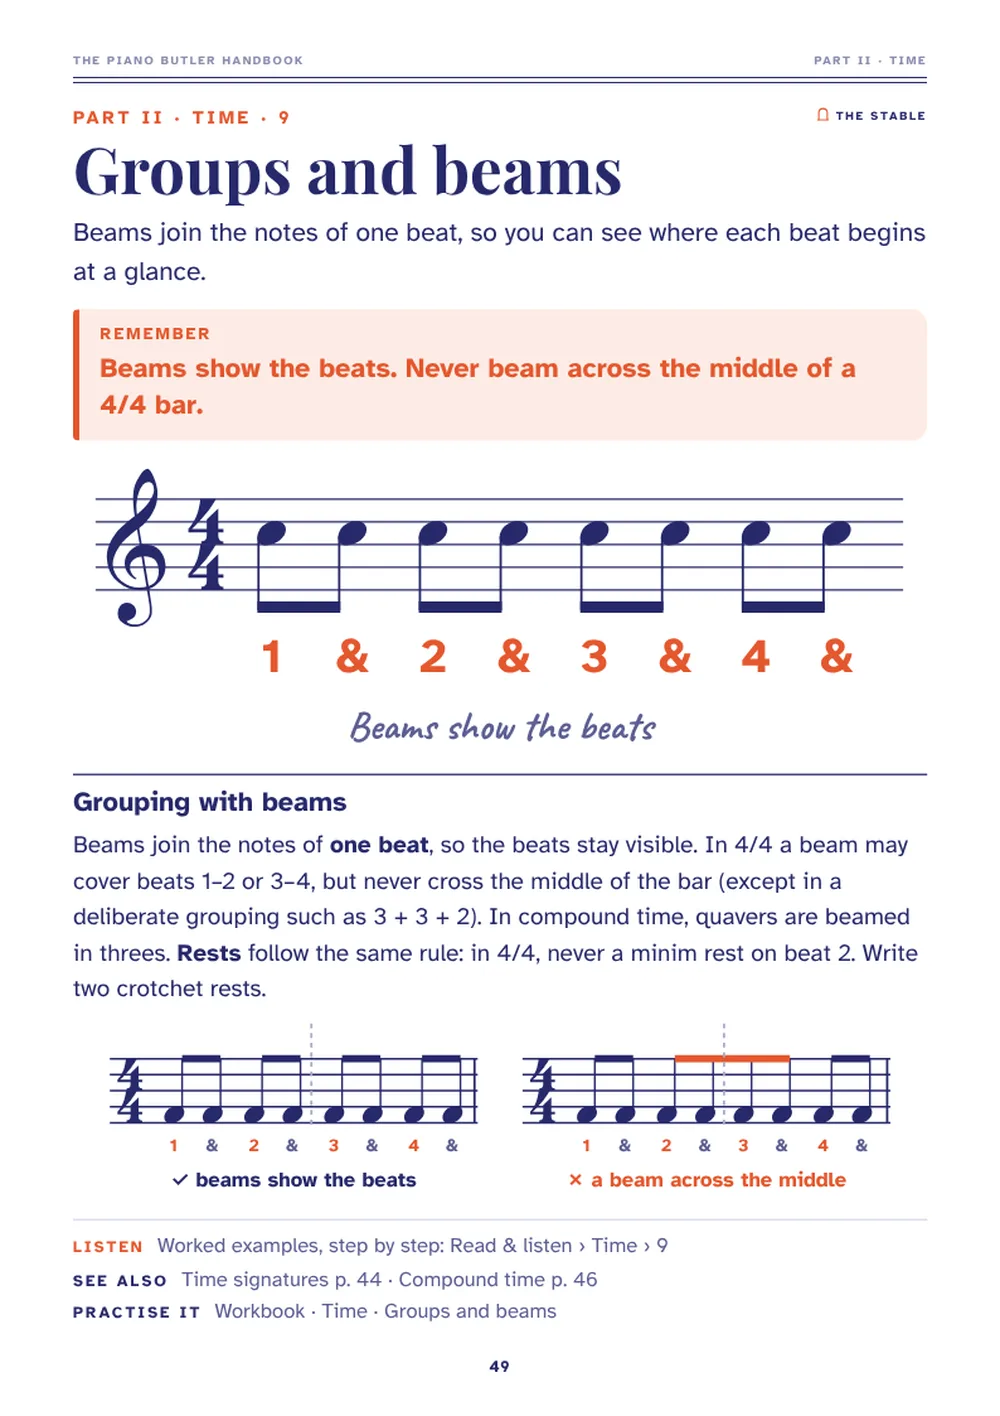 THE PIANO BUTLER HANDBOOK
PART II · TIME
PART II · TIME · 9
THE STABLE
Groups and beams
Beams join the notes of one beat, so you can see where each beat begins
at a glance.
REMEMBER
Beams show the beats. Never beam across the middle of a
4/4 bar.
4
4
1 & 2 & 3 & 4 &
Beams show the beats
Grouping with beams
Beams join the notes of one beat, so the beats stay visible. In 4/4 a beam may
cover beats 1–2 or 3–4, but never cross the middle of the bar (except in a
deliberate grouping such as 3 + 3 + 2). In compound time, quavers are beamed
in threes. Rests follow the same rule: in 4/4, never a minim rest on beat 2. Write
two crotchet rests.
4
4
1 & 2 & 3 & 4 &
✓ beams show the beats
4
4
1 & 2 & 3 & 4 &
× a beam across the middle
LISTEN Worked examples, step by step: Read & listen › Time › 9
SEE ALSO Time signatures p. 44 · Compound time p. 46
PRACTISE IT Workbook · Time · Groups and beams
49